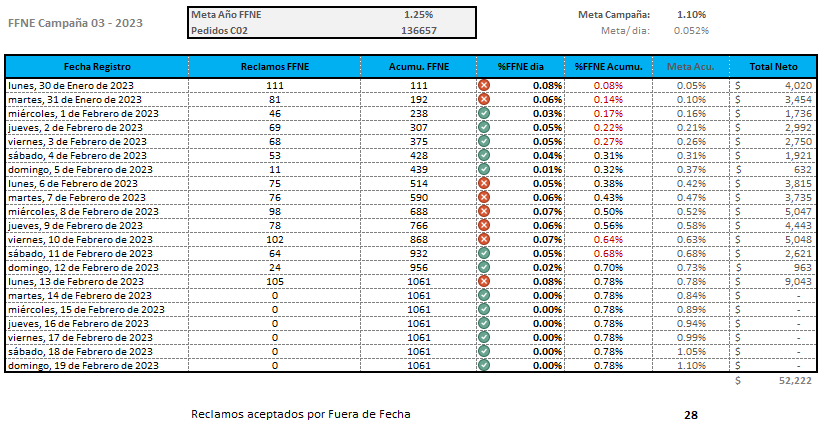 FFNE Campaña 03 - 2023
Meta Año FFNE 1.25%
Pedidos C02 136657
Meta Campaña: 1.10%
Meta/ dia: 0.052%
Fecha Registro Reclamos FFNE Acumu. FFNE %FFNE dia %FFNE Acumu. Meta Acu. Total Neto
lunes, 30 de Enero de 2023 111 111 0.08% 0.08% 0.05% $ 4,020
martes, 31 de Enero de 2023 81 192 0.06% 0.14% 0.10% $ 3,454
miércoles, 1 de Febrero de 2023 46 238 0.03% 0.17% 0.16% $ 1,736
jueves, 2 de Febrero de 2023 69 307 0.05% 0.22% 0.21% $ 2,992
viernes, 3 de Febrero de 2023 68 375 0.05% 0.27% 0.26% $ 2,750
sábado, 4 de Febrero de 2023 53 428 0.04% 0.31% 0.31% $ 1,921
domingo, 5 de Febrero de 2023 11 439 0.01% 0.32% 0.37% $ 632
lunes, 6 de Febrero de 2023 75 514 0.05% 0.38% 0.42% $ 3,815
martes, 7 de Febrero de 2023 76 590 0.06% 0.43% 0.47% $ 3,735
miércoles, 8 de Febrero de 2023 98 688 0.07% 0.50% 0.52% $ 5,047
jueves, 9 de Febrero de 2023 78 766 0.06% 0.56% 0.58% $ 4,443
viernes, 10 de Febrero de 2023 102 868 0.07% 0.64% 0.63% $ 5,048
sábado, 11 de Febrero de 2023 64 932 0.05% 0.68% 0.68% $ 2,621
domingo, 12 de Febrero de 2023 24 956 0.02% 0.70% 0.73% $ 963
lunes, 13 de Febrero de 2023 105 1061 0.08% 0.78% 0.78% $ 9,043
martes, 14 de Febrero de 2023 0 1061 0.00% 0.78% 0.84% $ -
miércoles, 15 de Febrero de 2023 0 1061 0.00% 0.78% 0.89% $ -
jueves, 16 de Febrero de 2023 0 1061 0.00% 0.78% 0.94% $ -
viernes, 17 de Febrero de 2023 0 1061 0.00% 0.78% 0.99% $ -
sábado, 18 de Febrero de 2023 0 1061 0.00% 0.78% 1.05% $ -
domingo, 19 de Febrero de 2023 0 1061 0.00% 0.78% 1.10% $ -
$ 52,222
Reclamos aceptados por Fuera de Fecha 28